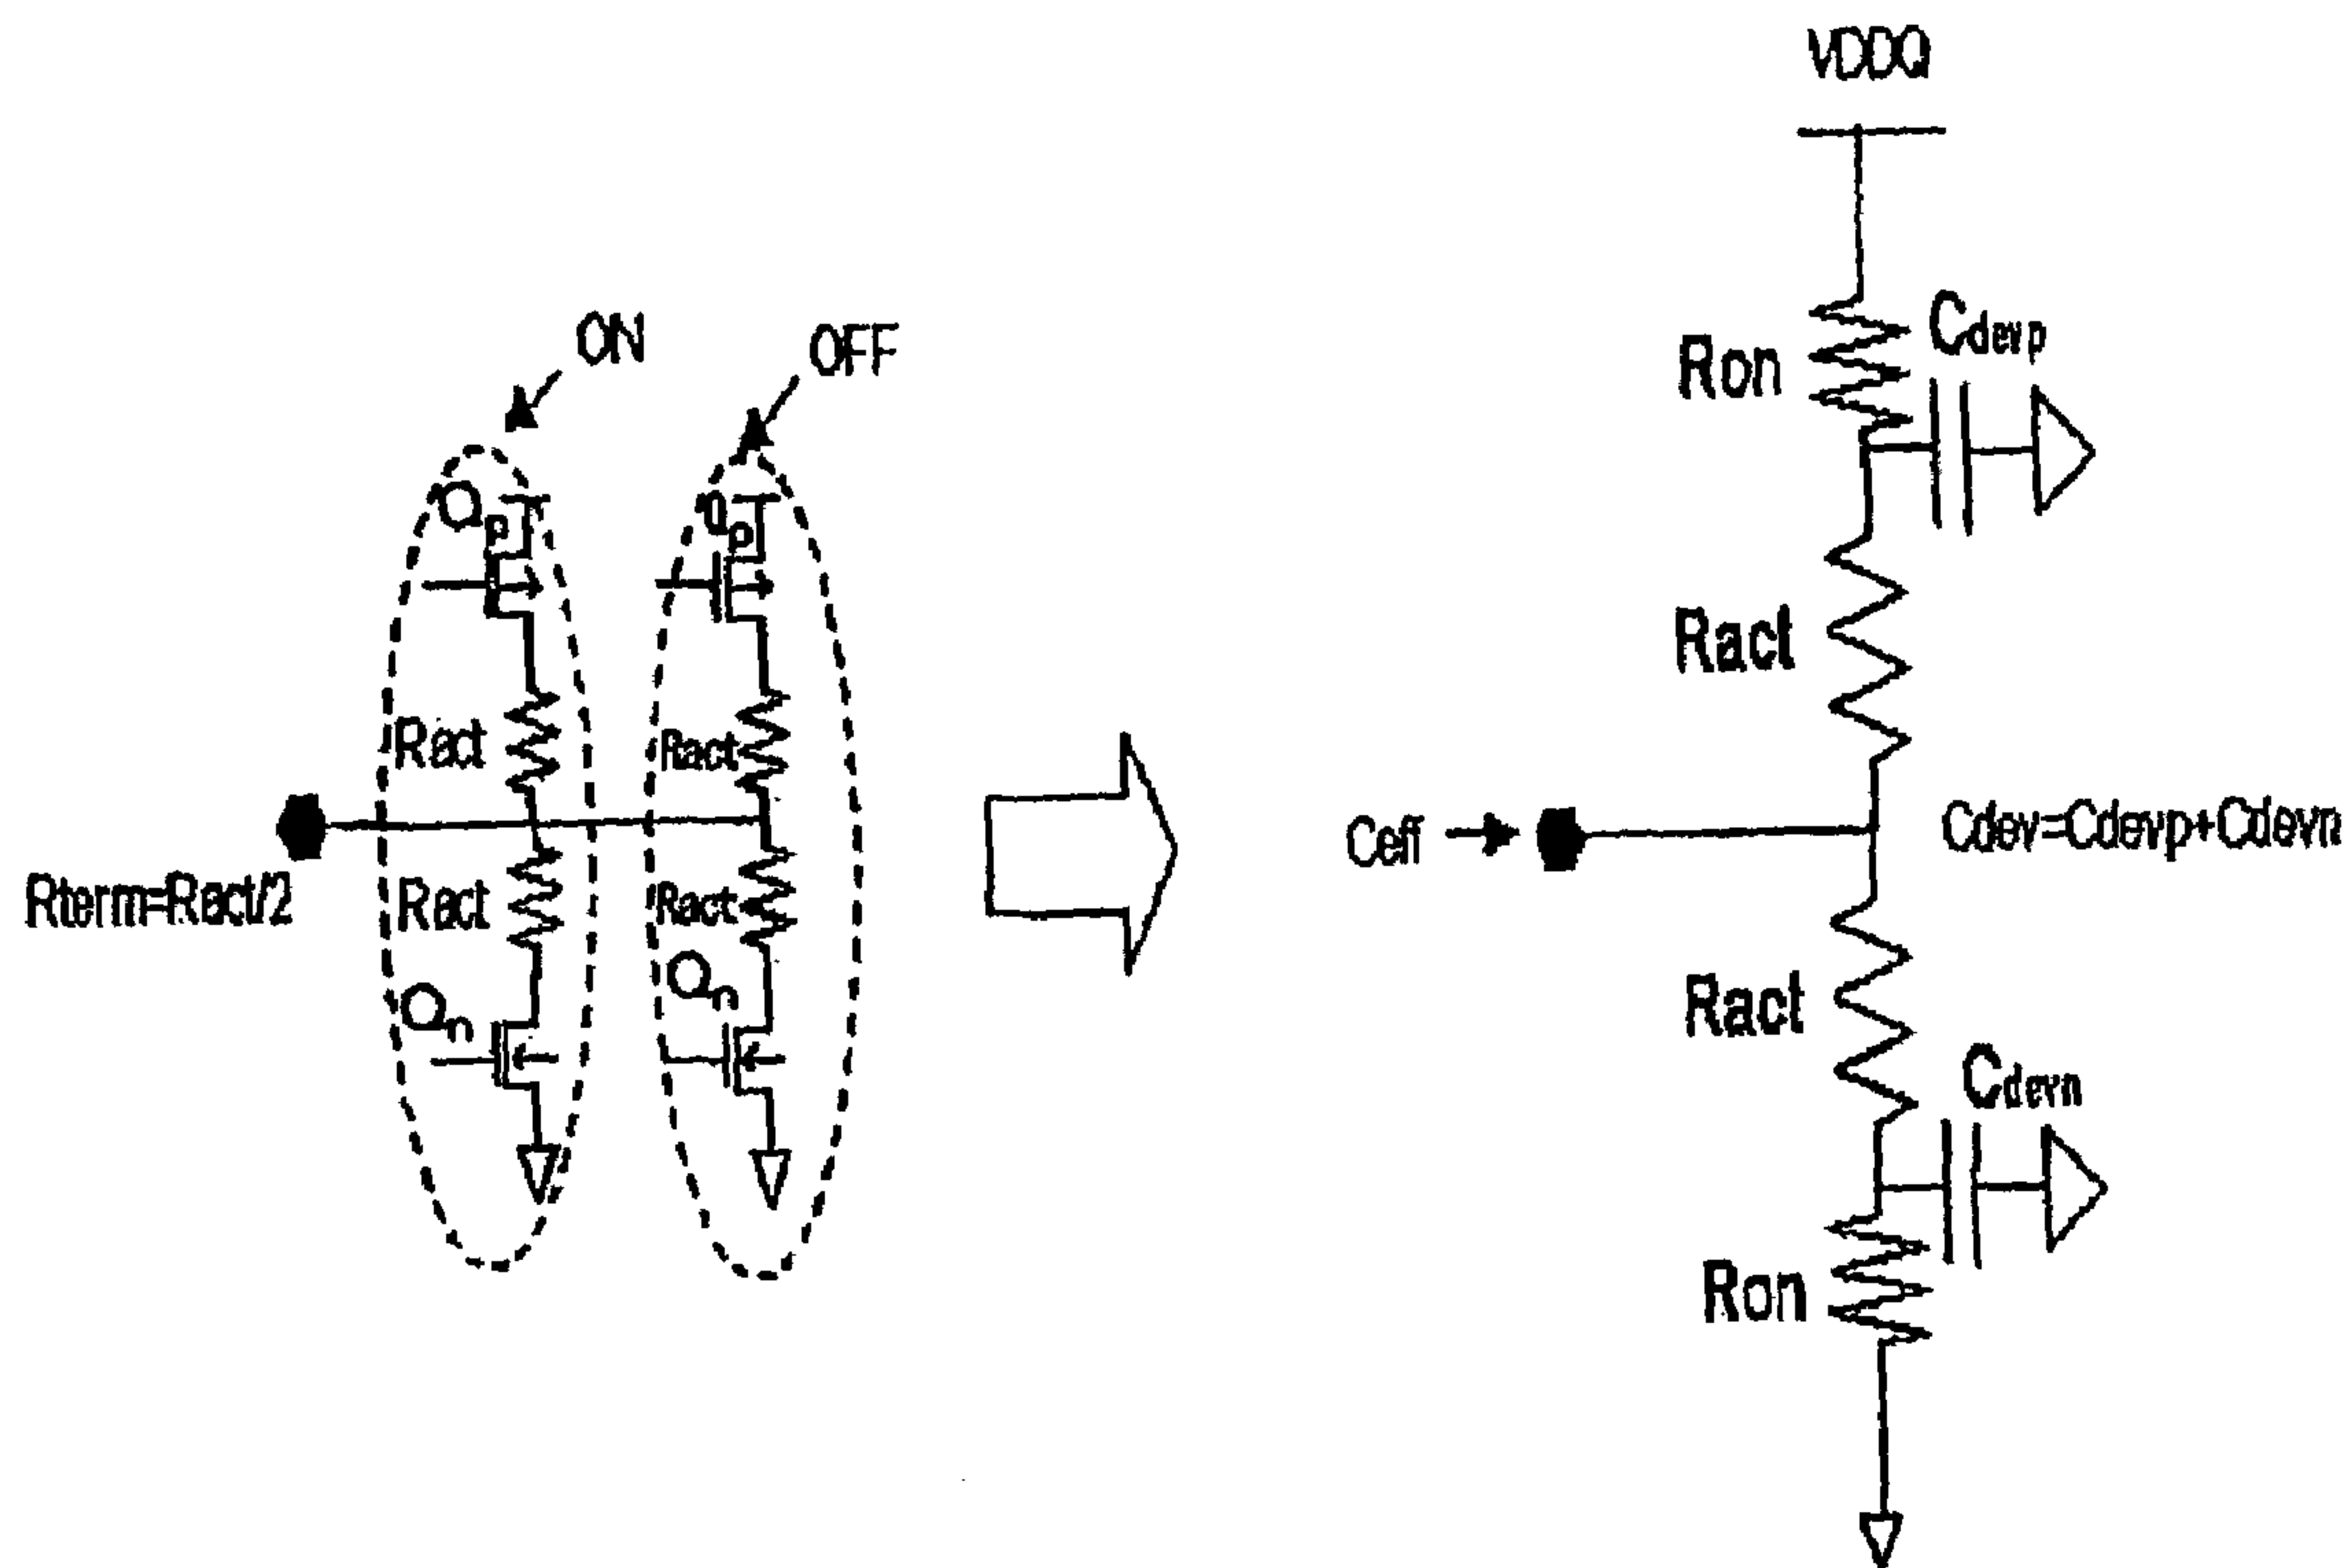 ON
OFF
Qp
Qp
Ract
Ract
Rterm=Ract/2
Ract
Ract
Qn
Qn
VDDQ
Ron
Cdevp
Ract
Ceff
Cdev=Cdevp+Cdevn
Ract
Cdevn
Ron